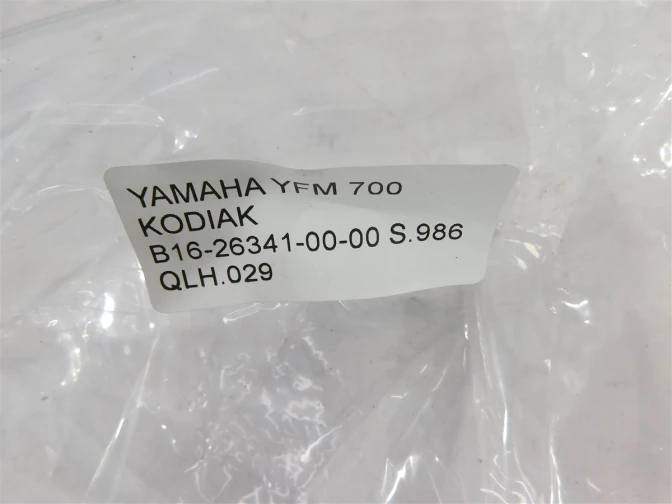 YAMAHA YFM 700
KODIAK
B16-26341-00-00 S.986
QLH.029